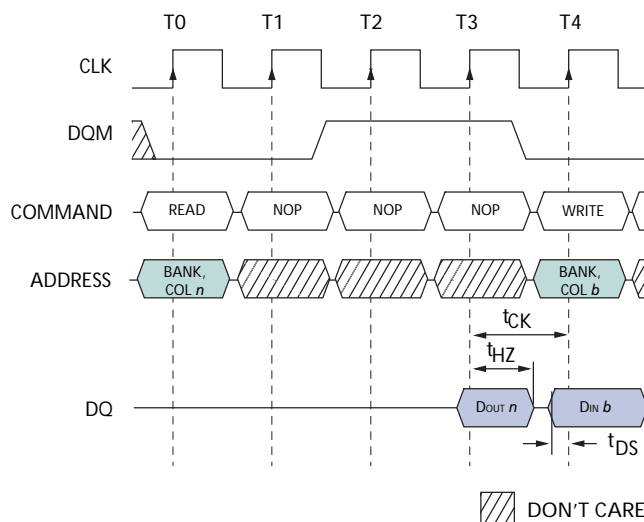 T0 T1 T2 T3 T4
CLK
DQM
COMMAND READ NOP NOP NOP WRITE
ADDRESS BANK, COL n BANK, COL b
tCK
tHZ
DQ DOUT n DIN b
tDS
DON'T CARE